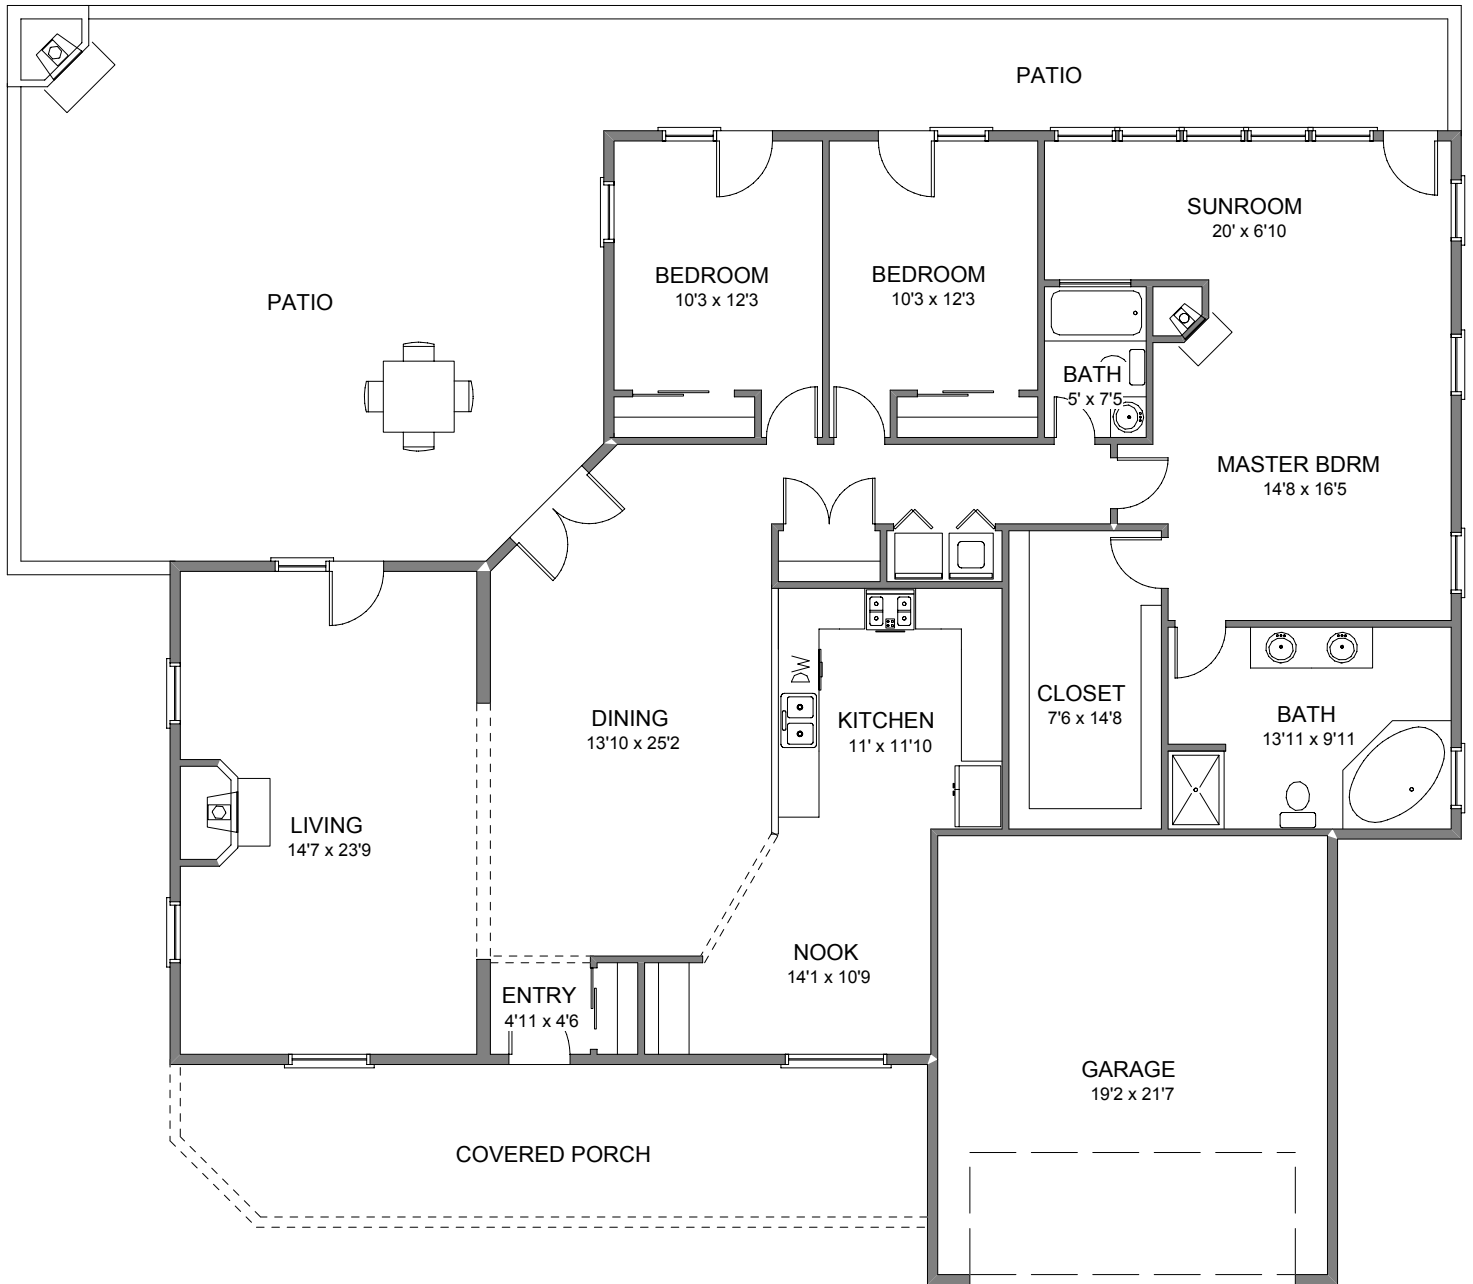 PATIO
SUNROOM
20' x 6'10
BEDROOM
10'3 x 12'3
BEDROOM
10'3 x 12'3
PATIO
BATH
5' x 7'5
MASTER BDRM
14'8 x 16'5
DW
CLOSET
7'6 x 14'8
DINING
13'10 x 25'2
KITCHEN
11' x 11'10
BATH
13'11 x 9'11
LIVING
14'7 x 23'9
NOOK
14'1 x 10'9
ENTRY
4'11 x 4'6
GARAGE
19'2 x 21'7
COVERED PORCH